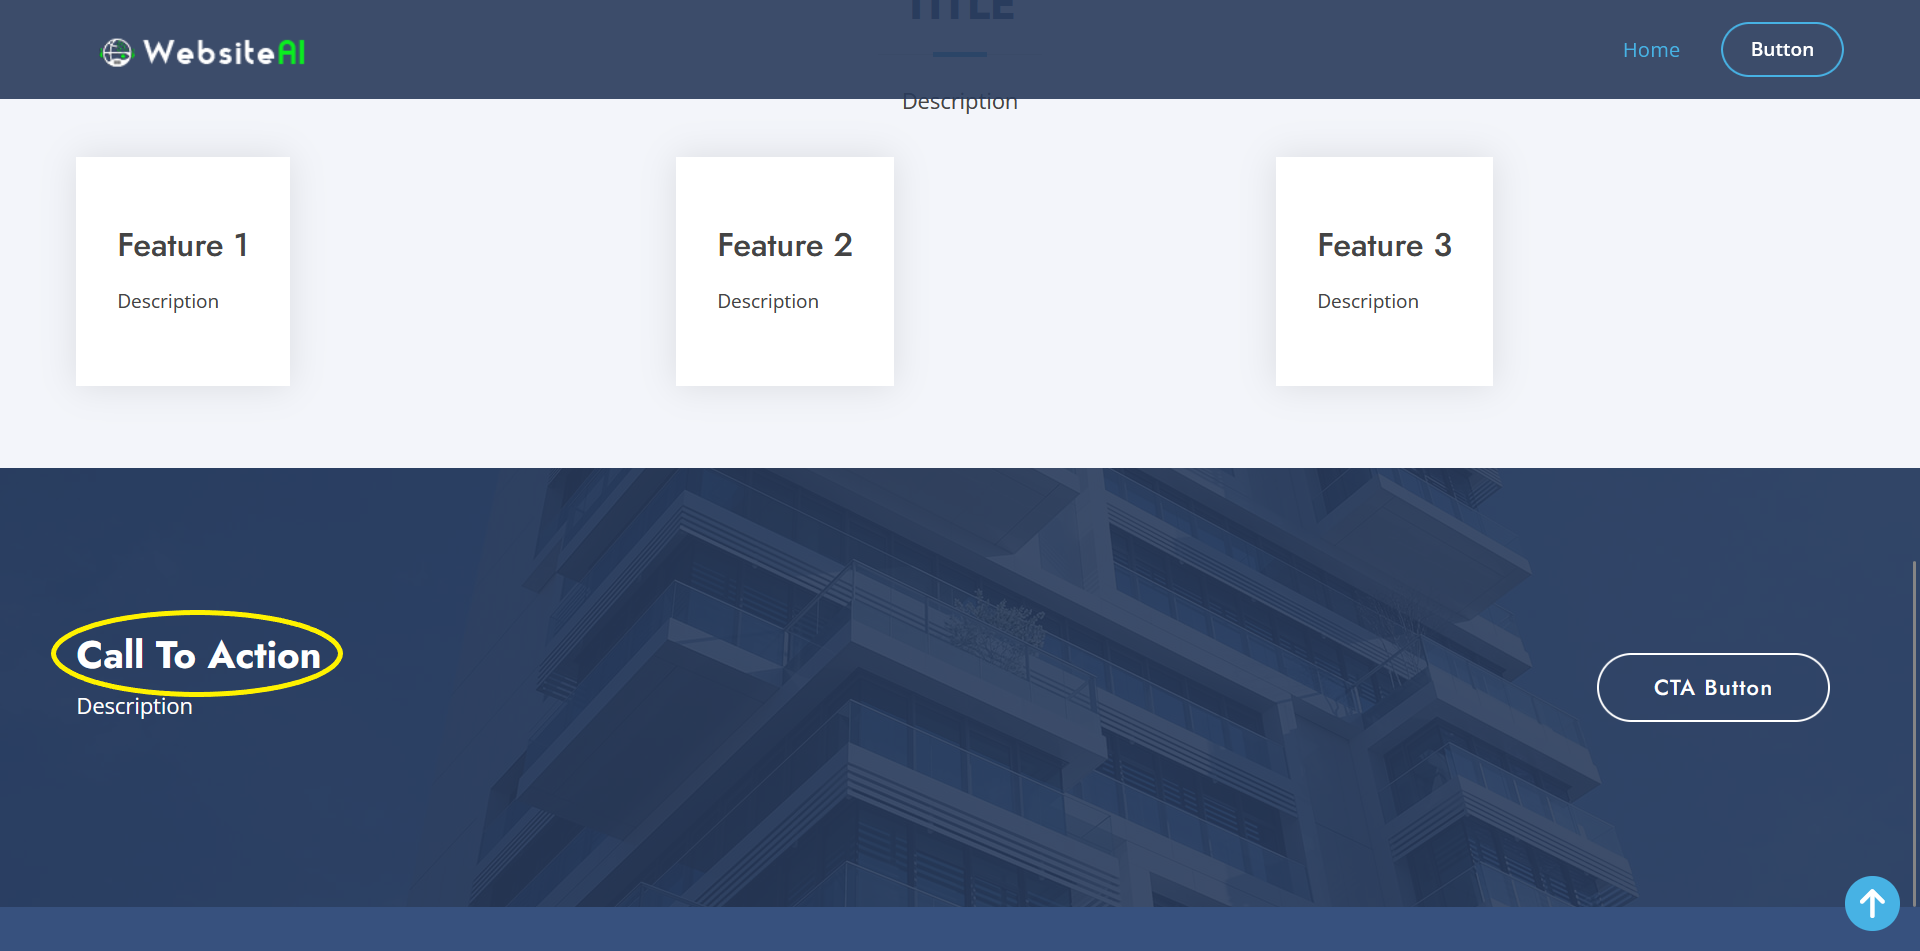 TITLE
WebsiteAI
Home
Button
Description
Feature 1
Description
Feature 2
Description
Feature 3
Description
Call To Action
Description
CTA Button